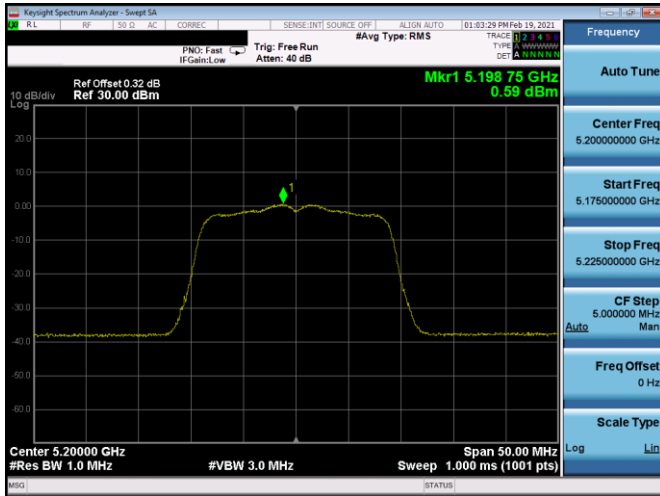 Keysight Spectrum Analyzer - Swept SA
RL RF 50 Ω AC CORREC SENSE:INT SOURCE OFF ALIGN AUTO 01:03:29 PM Feb 19, 2021
#Avg Type: RMS
TRACE 1 2 3 4 5 6
TYPE A WWWWW
DET A N N N N N
PNO: Fast
IFGain:Low
Trig: Free Run
Atten: 40 dB
Mkr1 5.198 75 GHz
0.59 dBm
Ref Offset 0.32 dB
Ref 30.00 dBm
10 dB/div
Log
20.0
10.0
0.00
-10.0
-20.0
-30.0
-40.0
-50.0
-60.0
1
Center 5.20000 GHz
Span 50.00 MHz
#Res BW 1.0 MHz
#VBW 3.0 MHz
Sweep 1.000 ms (1001 pts)
MSG
STATUS
Frequency
Auto Tune
Center Freq
5.200000000 GHz
Start Freq
5.175000000 GHz
Stop Freq
5.225000000 GHz
CF Step
5.000000 MHz
Auto Man
Freq Offset
0 Hz
Scale Type
Log Lin